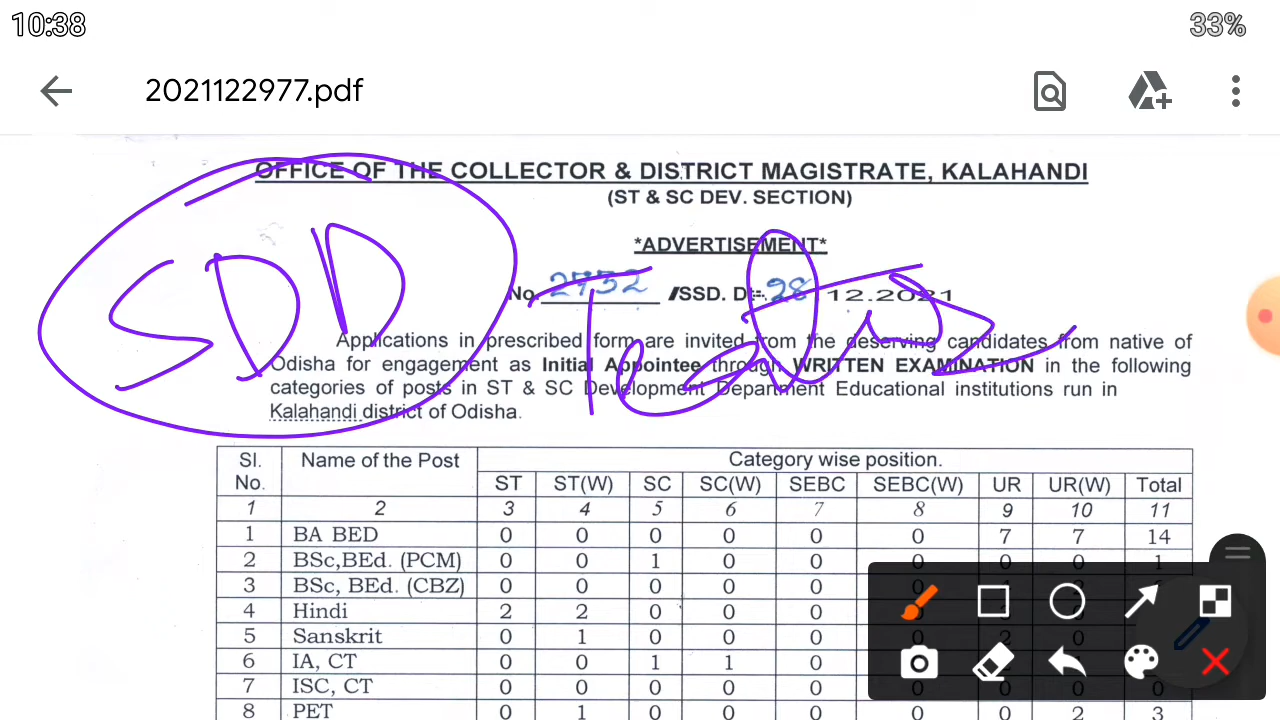 10:38 33%
2021122977.pdf
OFFICE OF THE COLLECTOR & DISTRICT MAGISTRATE, KALAHANDI
(ST & SC DEV. SECTION)
*ADVERTISEMENT*
No. 2752 /SSD. Dt. 28 12.2021
SDD
Applications in prescribed form are invited from the deserving candidates from native of
Odisha for engagement as Initial Appointee through WRITTEN EXAMINATION in the following
categories of posts in ST & SC Development Department Educational institutions run in
Kalahandi district of Odisha.
Sl. No. Name of the Post Category wise position.
ST ST(W) SC SC(W) SEBC SEBC(W) UR UR(W) Total
1 2 3 4 5 6 7 8 9 10 11
1 BA BED 0 0 0 0 0 0 7 7 14
2 BSc,BEd. (PCM) 0 0 1 0 0 0 0 0 1
3 BSc, BEd. (CBZ) 0 0 0 0 0
4 Hindi 2 2 0 0 0
5 Sanskrit 0 1 0 0 0
6 IA, CT 0 0 1 1 0
7 ISC, CT 0 0 0 0 0
8 PET 0 1 0 0 0 0 0 2 3